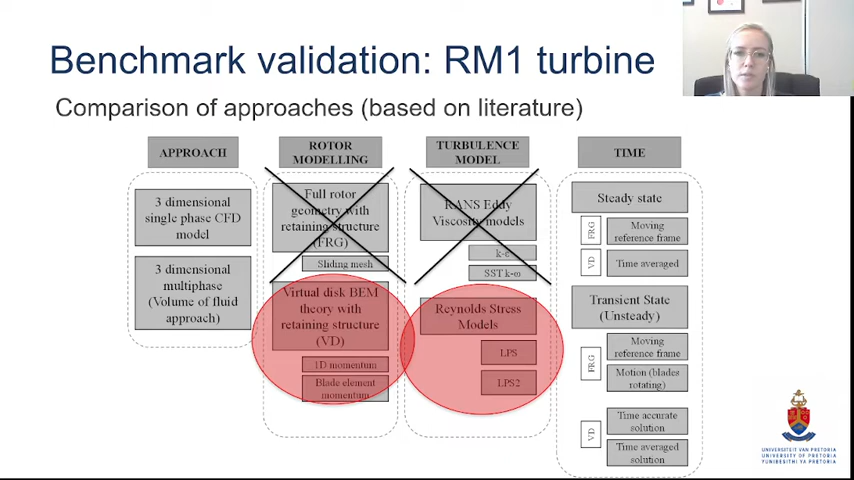 Benchmark validation: RM1 turbine
Comparison of approaches (based on literature)
APPROACH
3 dimensional
single phase CFD
model
3 dimensional
multiphase
(Volume of fluid
approach)
ROTOR
MODELLING
Full rotor
geometry with
retaining structure
(FRG)
Sliding mesh
Virtual disk BEM
theory with
retaining structure
(VD)
1D momentum
Blade element
momentum
TURBULENCE
MODEL
RANS Eddy
Viscosity models
k-ε
SST k-ω
Reynolds Stress
Models
LPS
LPS2
TIME
Steady state
FRG
Moving
reference frame
VD
Time averaged
Transient State
(Unsteady)
FRG
Moving
reference frame
Motion (blades
rotating)
VD
Time accurate
solution
Time averaged
solution
UNIVERSITEIT VAN PRETORIA
UNIVERSITY OF PRETORIA
YUNIBESITHI YA PRETORIA